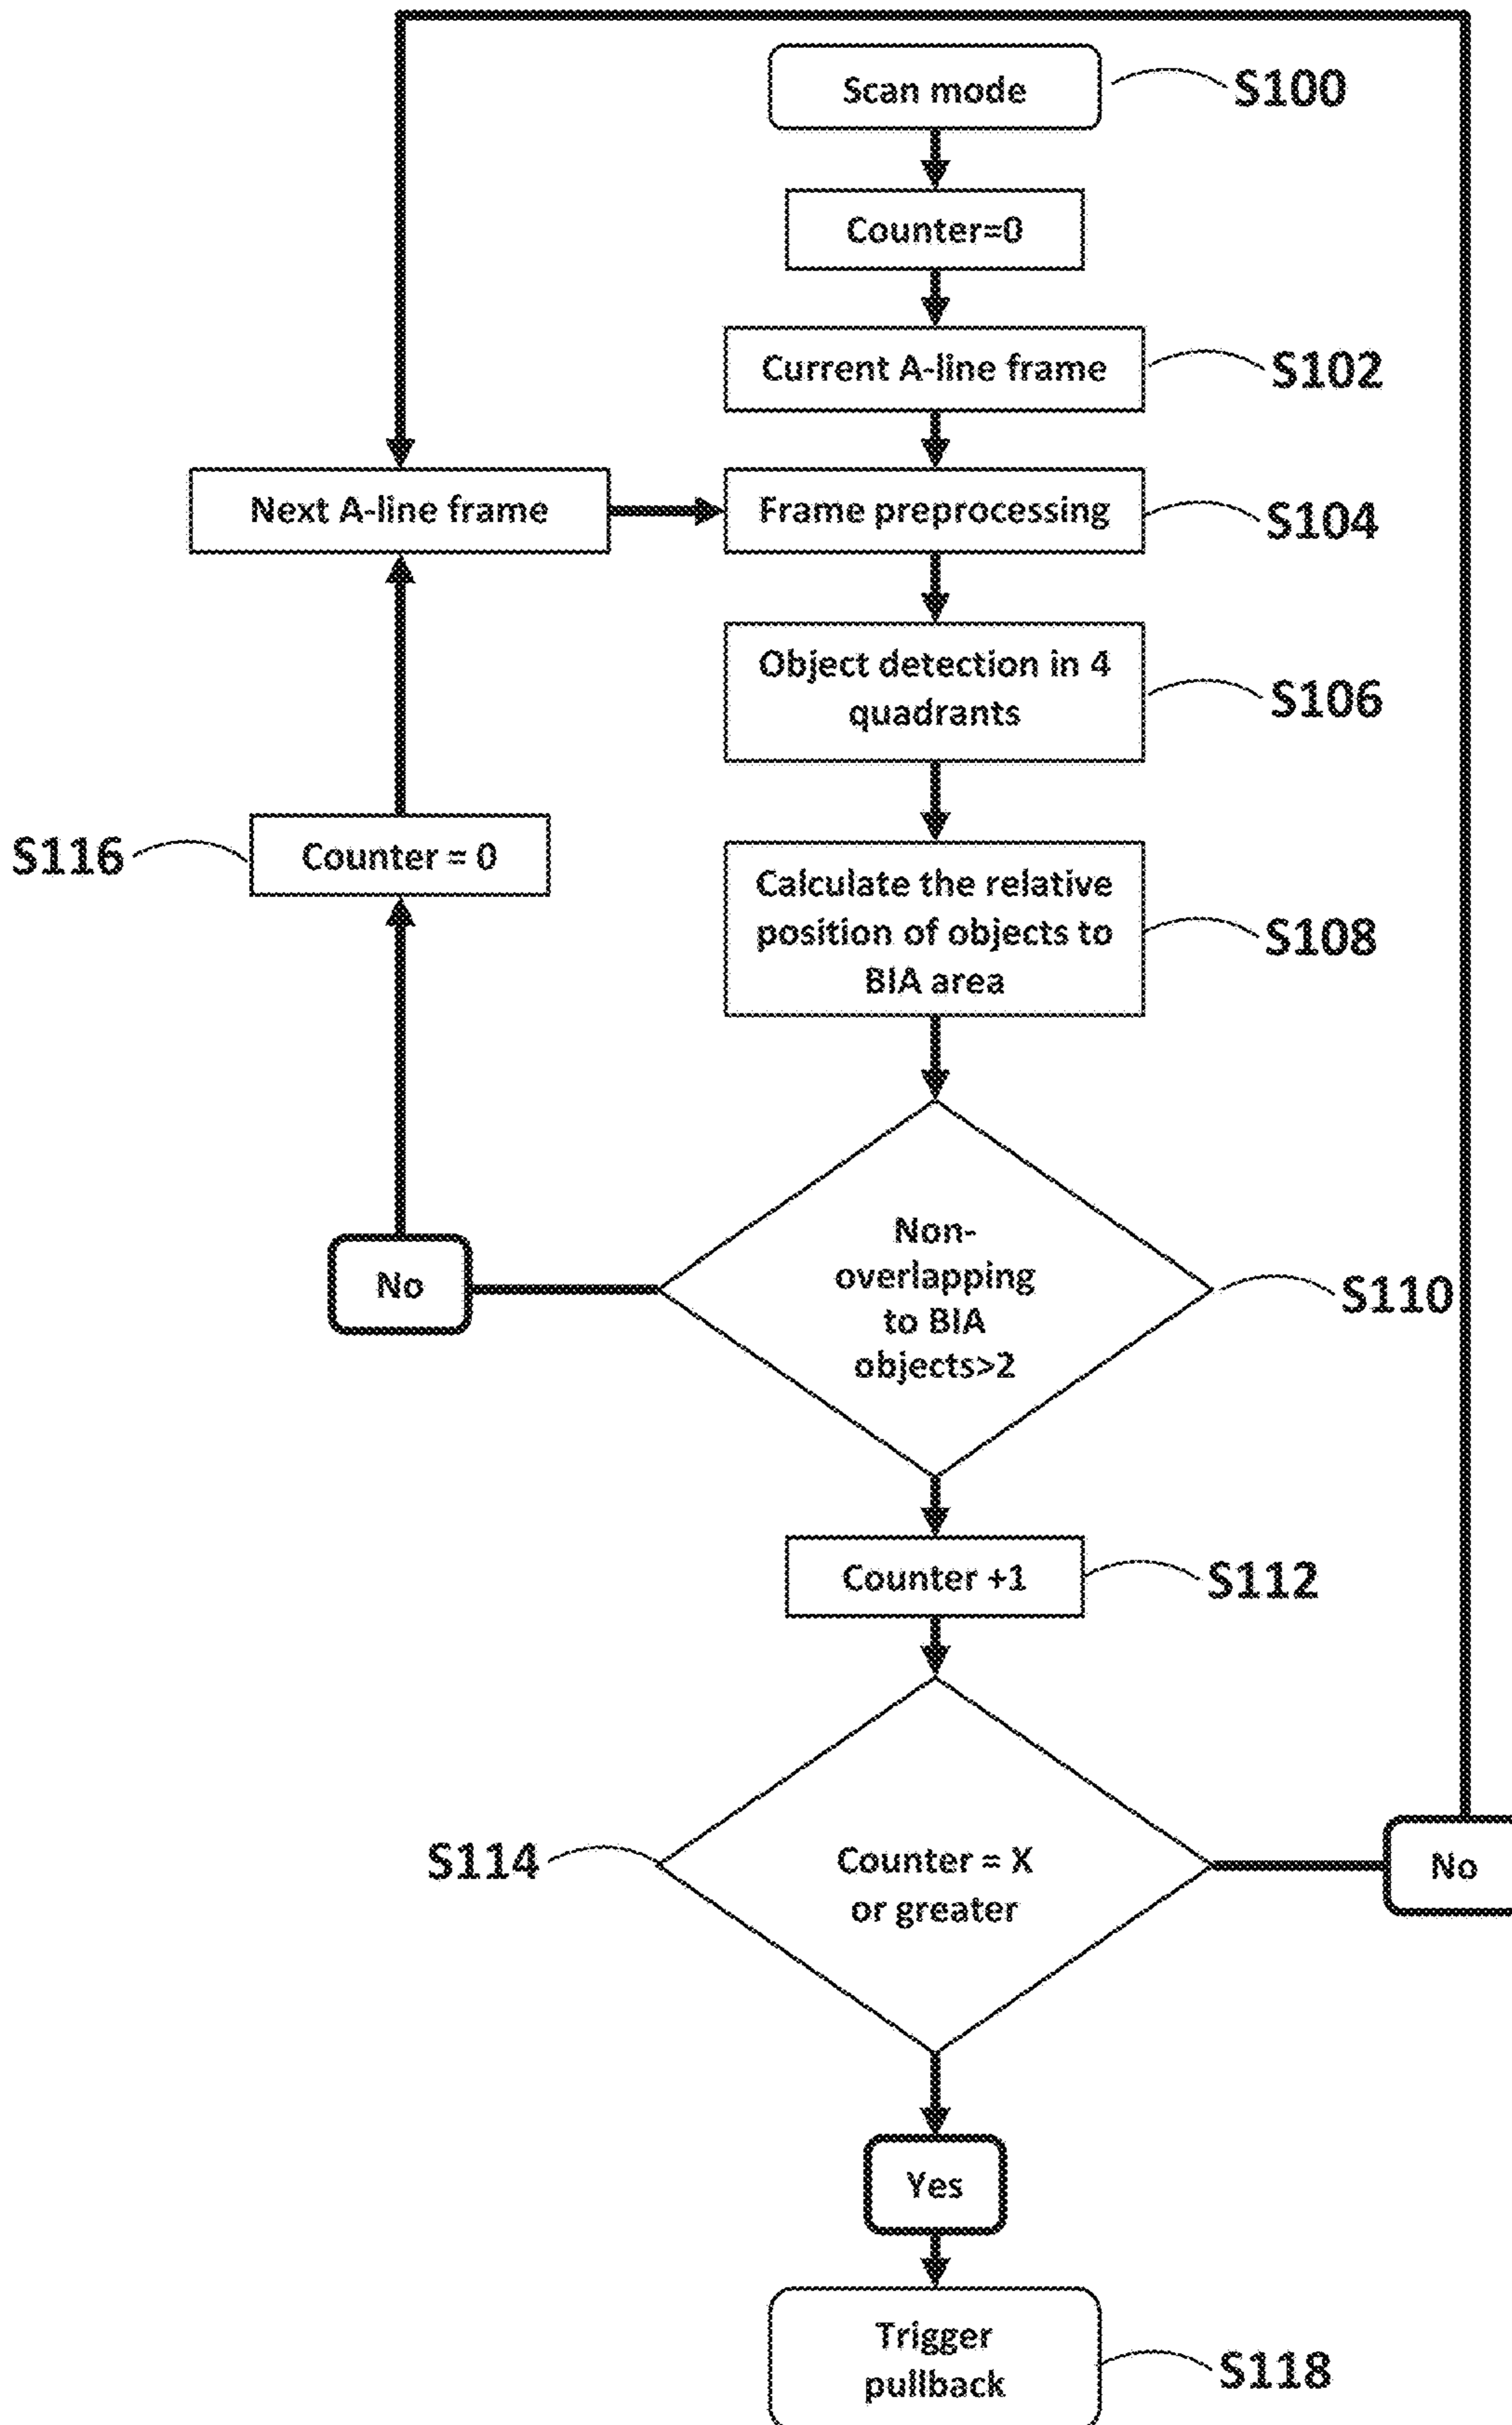 Scan mode
S100
Counter=0
Current A-line frame
S102
Next A-line frame
Frame preprocessing
S104
Object detection in 4
quadrants
S106
S116
Counter = 0
Calculate the relative
position of objects to
BIA area
S108
Non-
overlapping
to BIA
objects>2
S110
No
Counter +1
S112
S114
Counter = X
or greater
No
Yes
Trigger
pullback
S118